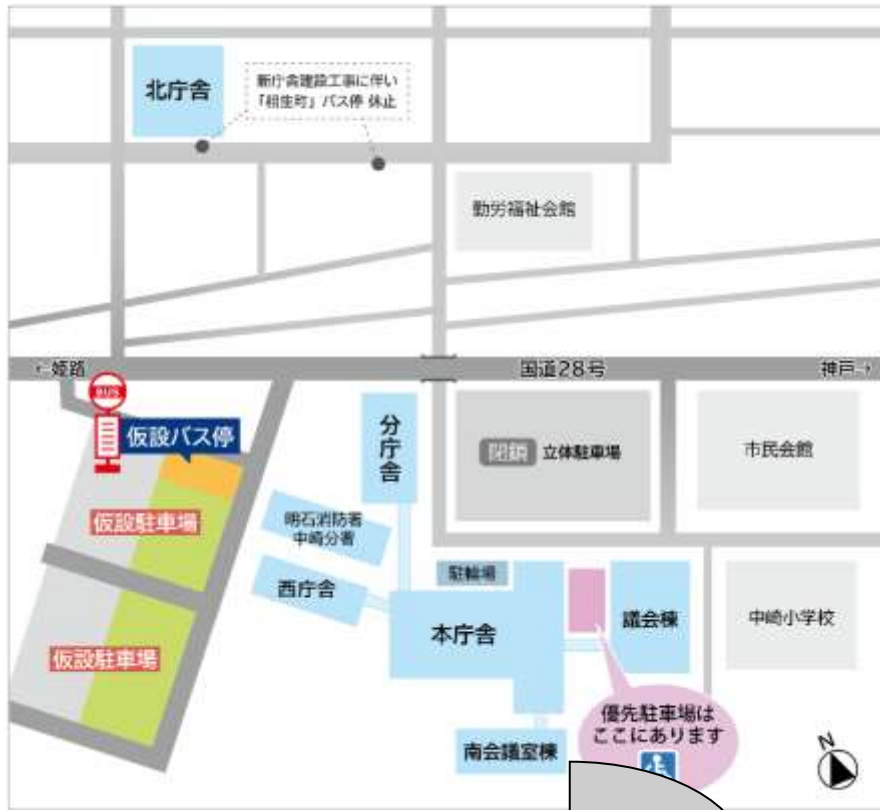 北庁舎
新庁舎建設工事に伴い
「相生町」バス停 休止
勤労福祉会館
←姫路
国道28号
神戸→
BUS
仮設バス停
分庁舎
閉鎖 立体駐車場
市民会館
仮設駐車場
明石消防署
中崎分署
駐輪場
西庁舎
本庁舎
議会棟
中崎小学校
仮設駐車場
優先駐車場は
ここにあります
南会議室棟
N